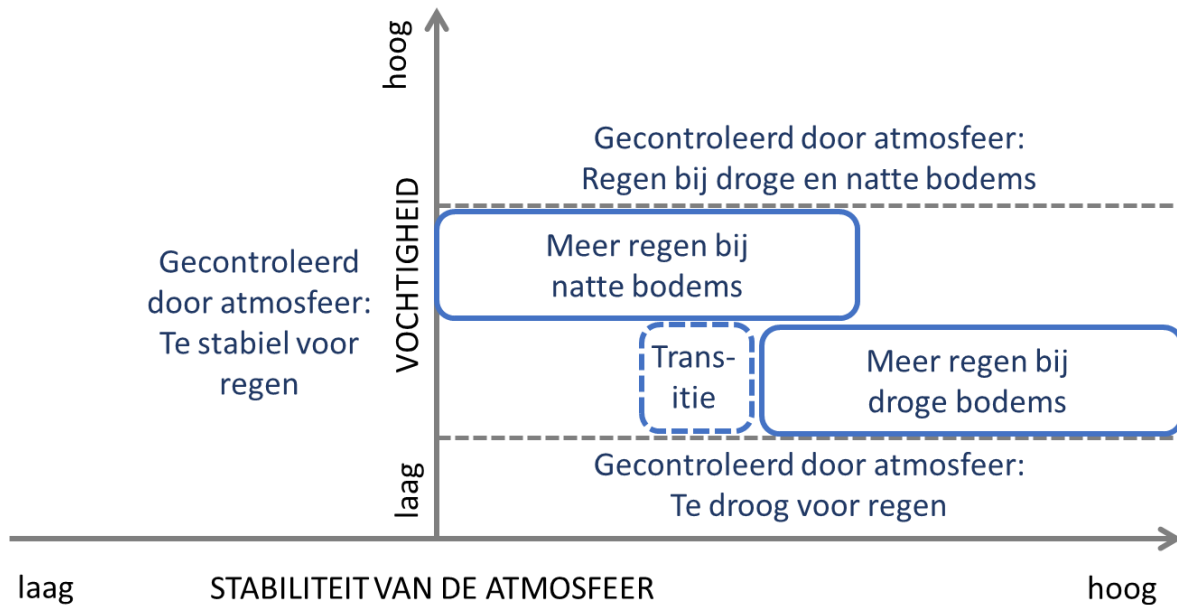 hoog
VOCHTIGHEID
laag
Gecontroleerd door atmosfeer:
Regen bij droge en natte bodems
Gecontroleerd
door atmosfeer:
Te stabiel voor
regen
Meer regen bij
natte bodems
Trans-
itie
Meer regen bij
droge bodems
Gecontroleerd door atmosfeer:
Te droog voor regen
laag
STABILITEIT VAN DE ATMOSFEER
hoog